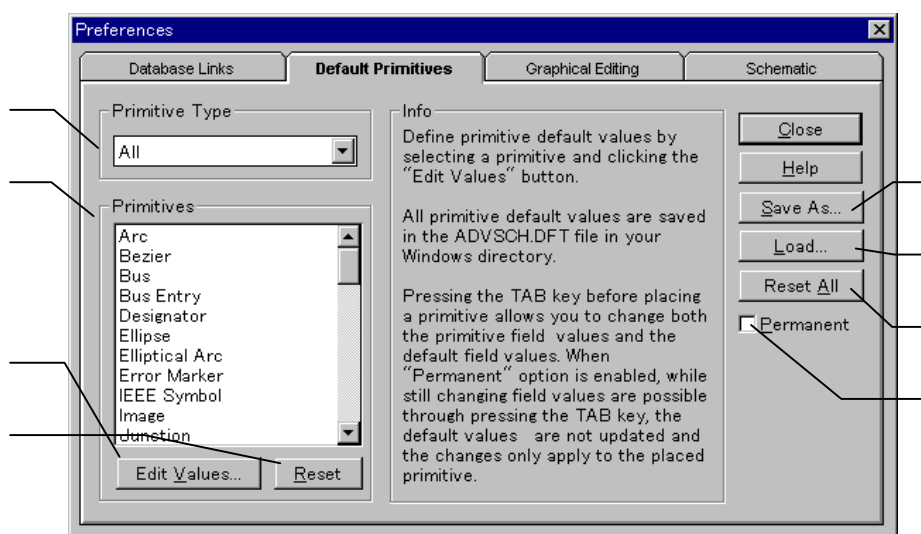 Preferences
Database Links
Default Primitives
Graphical Editing
Schematic
Primitive Type
All
Primitives
Arc
Bezier
Bus
Bus Entry
Designator
Ellipse
Elliptical Arc
Error Marker
IEEE Symbol
Image
Junction
Edit Values...
Reset
Info
Define primitive default values by
selecting a primitive and clicking the
"Edit Values" button.
All primitive default values are saved
in the ADVSCH.DFT file in your
Windows directory.
Pressing the TAB key before placing
a primitive allows you to change both
the primitive field values and the
default field values. When
"Permanent" option is enabled, while
still changing field values are possible
through pressing the TAB key, the
default values are not updated and
the changes only apply to the placed
primitive.
Close
Help
Save As...
Load...
Reset All
Permanent